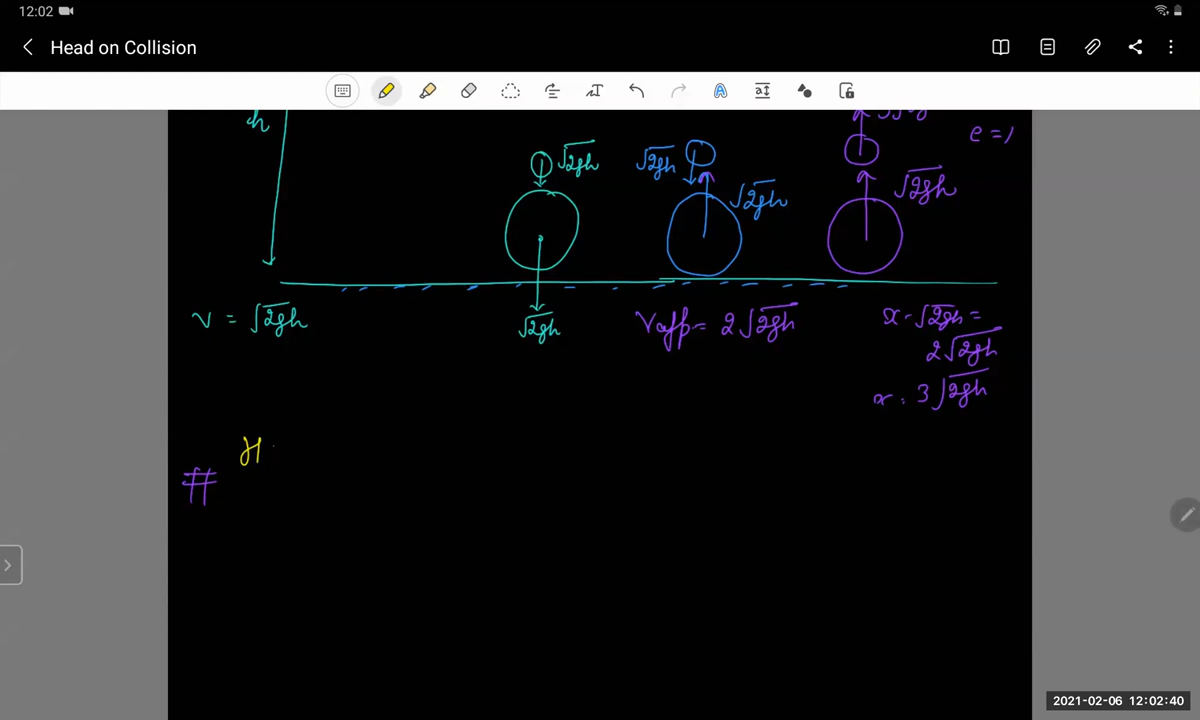 12:02
Head on Collision
h
√2gh
√2gh
√2gh
√2gh
e = 1
v = √2gh
√2gh
Vapp = 2√2gh
x - √2gh =
2√2gh
x = 3√2gh
#
H
2021-02-06 12:02:40